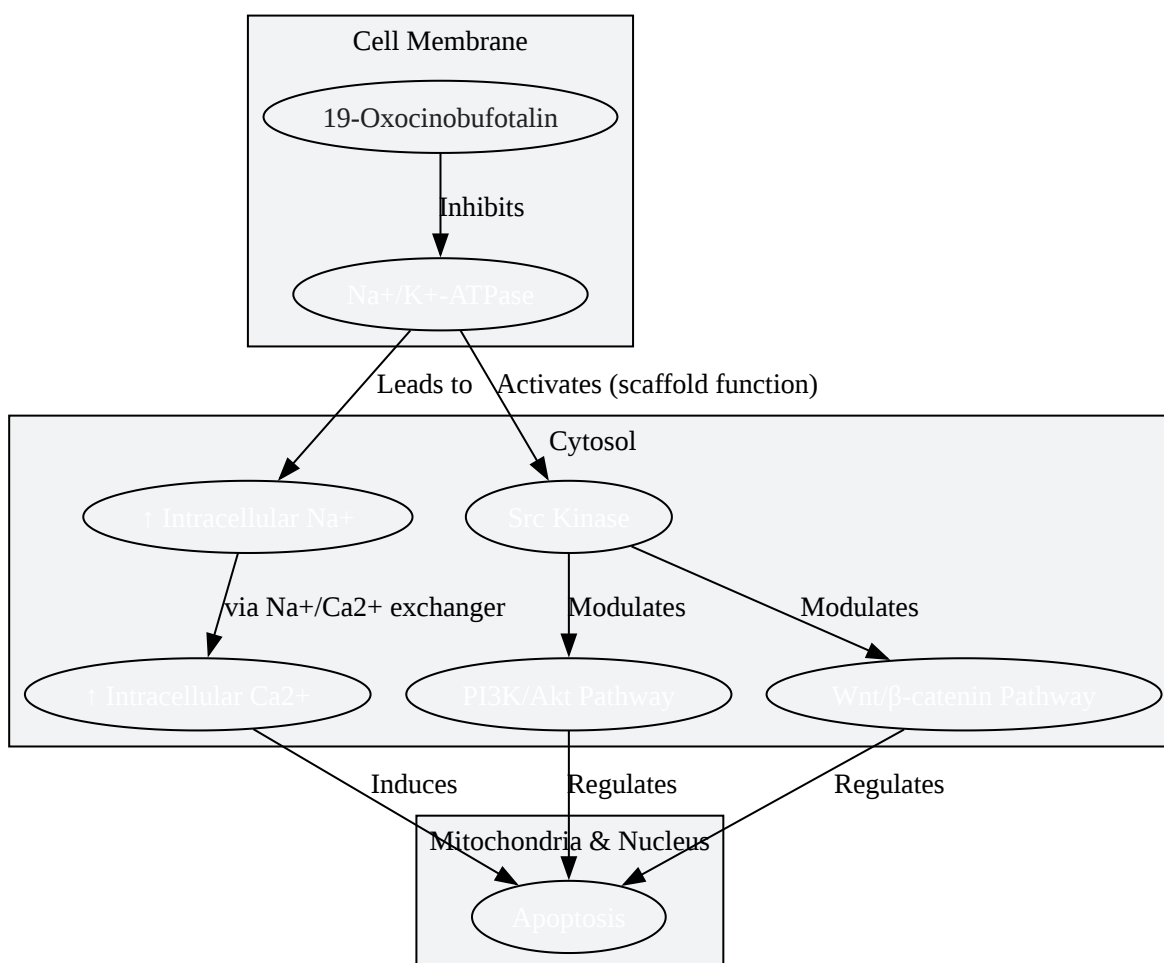 Cell Membrane
19-Oxocinobufotalin
Inhibits
Na+/K+-ATPase
Leads to
Activates (scaffold function)
Cytosol
↑ Intracellular Na+
Src Kinase
via Na+/Ca2+ exchanger
Modulates
Modulates
↑ Intracellular Ca2+
PI3K/Akt Pathway
Wnt/β-catenin Pathway
Induces
Regulates
Regulates
Mitochondria & Nucleus
Apoptosis